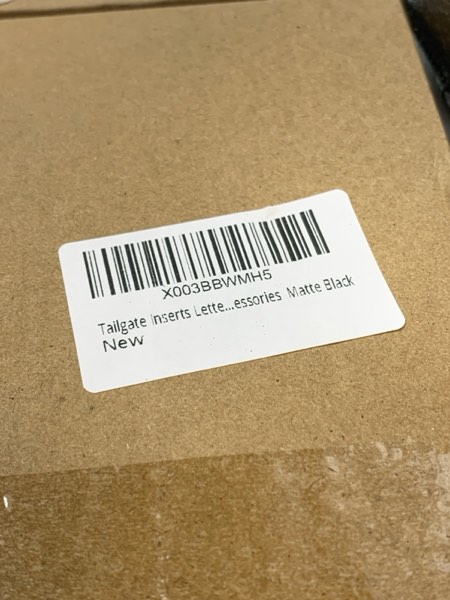 X003BBWMH5
Tailgate Inserts Lette...essories Matte Black
New